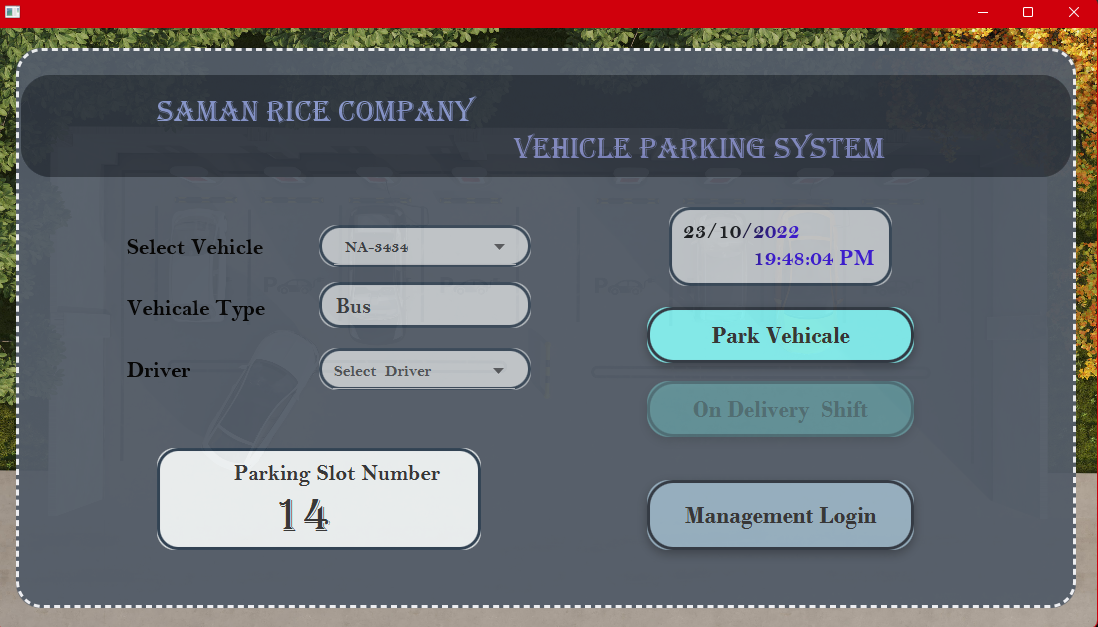 SAMAN RICE COMPANY
VEHICLE PARKING SYSTEM
Select Vehicle
NA-3434
Vehicale Type
Bus
Driver
Select Driver
Parking Slot Number
14
23/10/2022
19:48:04 PM
Park Vehicale
On Delivery Shift
Management Login